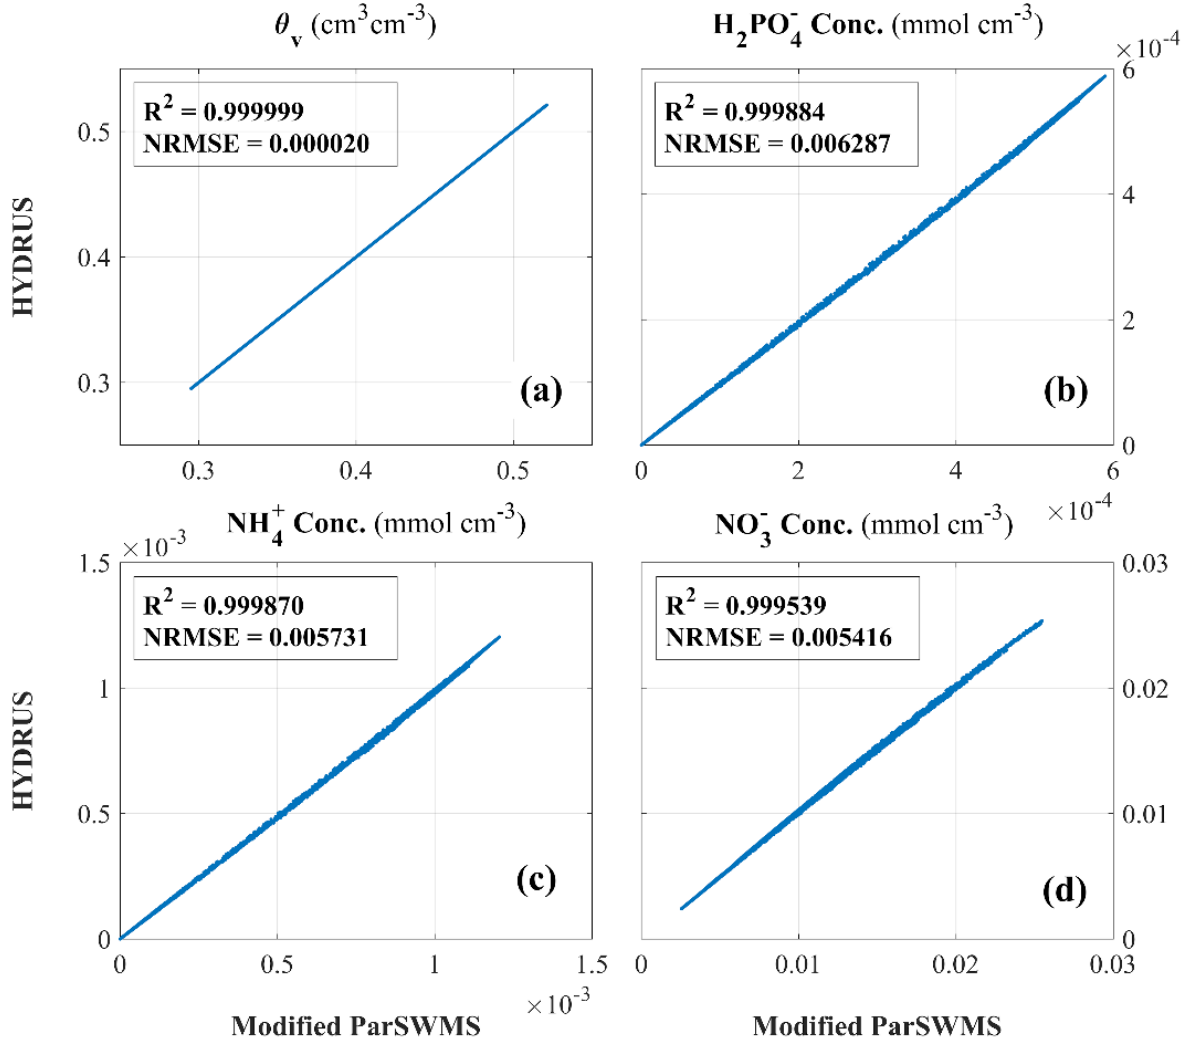 θv (cm³cm⁻³)
R² = 0.999999
NRMSE = 0.000020
0.5
0.4
0.3
HYDRUS
(a)
0.3 0.4 0.5
H₂PO₄⁻ Conc. (mmol cm⁻³)
×10⁻⁴
R² = 0.999884
NRMSE = 0.006287
6
4
2
0
(b)
0 2 4 6
×10⁻⁴
NH₄⁺ Conc. (mmol cm⁻³)
×10⁻³
R² = 0.999870
NRMSE = 0.005731
1.5
1
0.5
0
HYDRUS
(c)
0 0.5 1 1.5
×10⁻³
Modified ParSWMS
NO₃⁻ Conc. (mmol cm⁻³)
R² = 0.999539
NRMSE = 0.005416
0.03
0.02
0.01
0
(d)
0 0.01 0.02 0.03
Modified ParSWMS